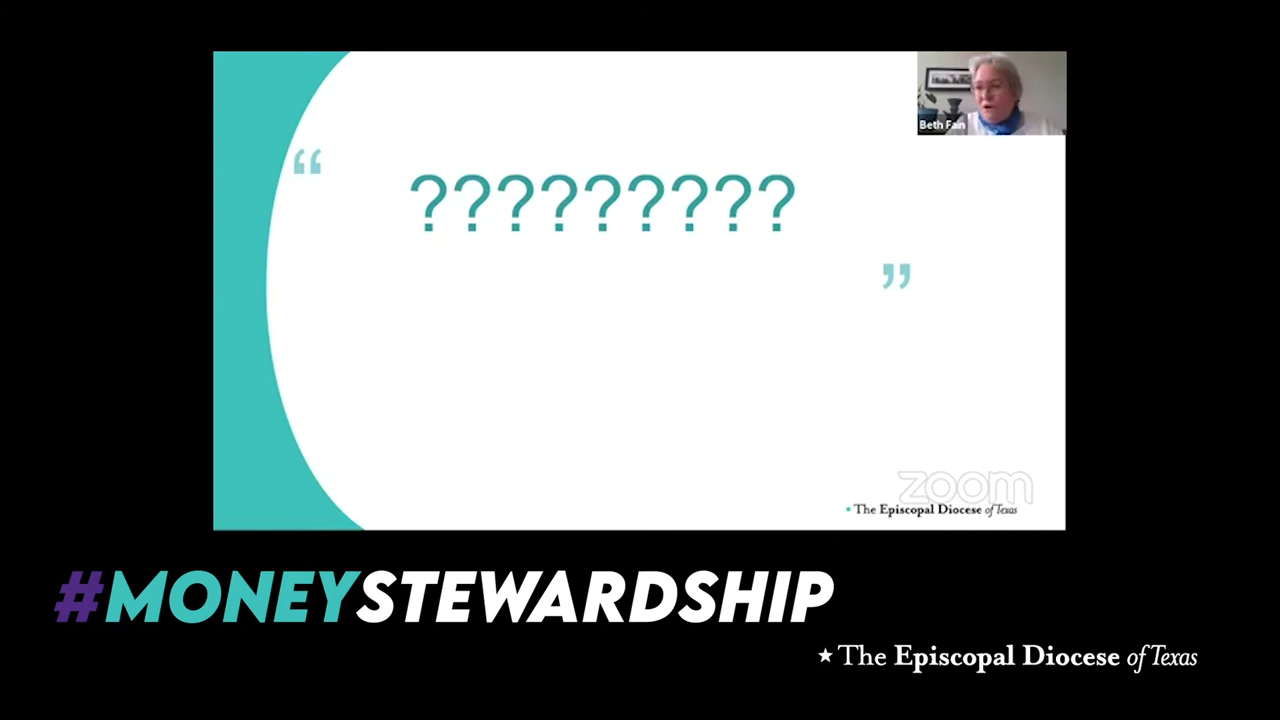 Beth Fain
“
?????????
”
zoom
The Episcopal Diocese of Texas
#MONEYSTEWARDSHIP
The Episcopal Diocese of Texas